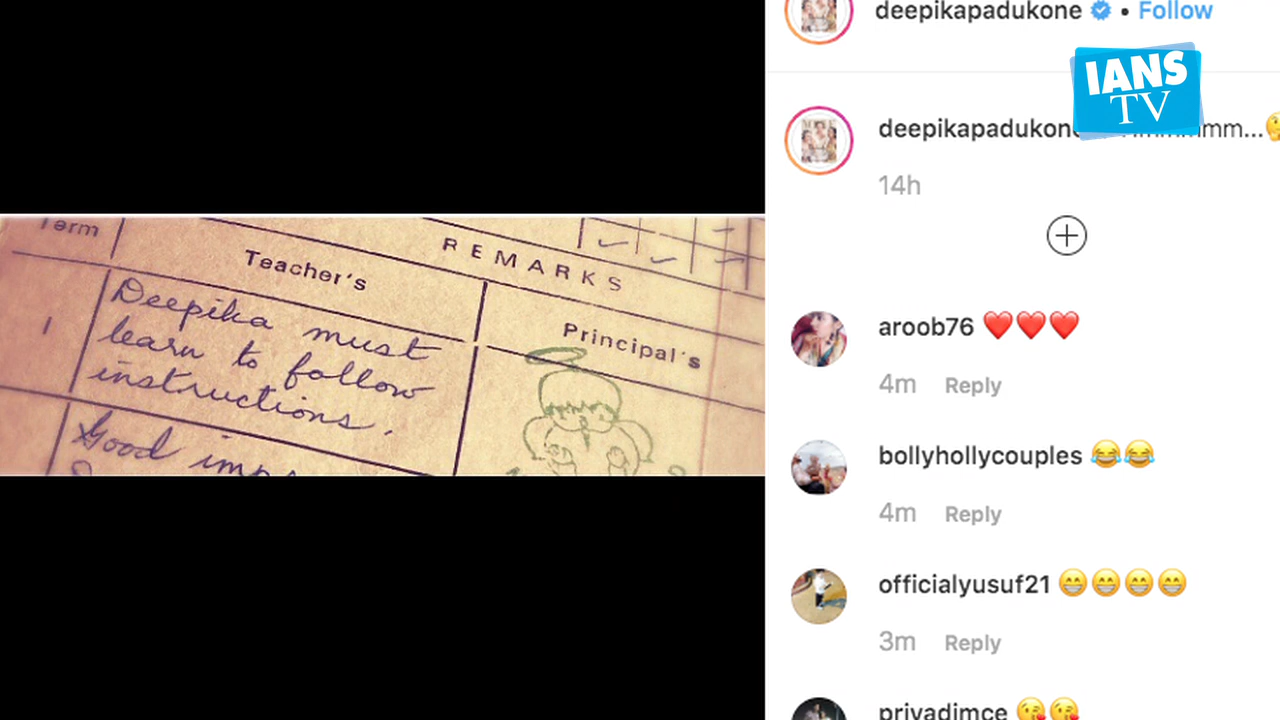 Term
REMARKS
Teacher's
Principal's
1
Deepika must
learn to follow
instructions.
Good
deepikapadukone • Follow
IANS
TV
deepikapadukone
14h
aroob76 ❤️❤️❤️
4m Reply
bollyhollycouples 😂😂
4m Reply
officialyusuf21 😁😁😁😁
3m Reply
priyadimce 😘😘